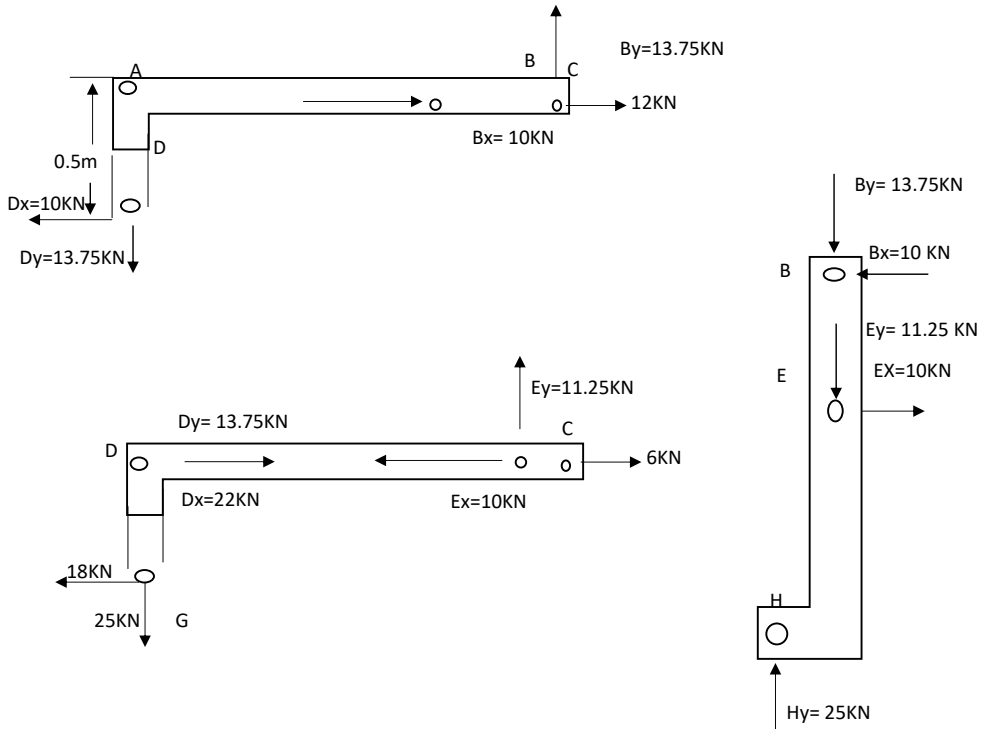 By=13.75KN
A
B
C
12KN
Bx= 10KN
D
0.5m
Dx=10KN
Dy=13.75KN
By= 13.75KN
Bx=10 KN
B
Ey= 11.25 KN
E
EX=10KN
H
Hy= 25KN
Ey=11.25KN
Dy= 13.75KN
D
C
6KN
Dx=22KN
Ex=10KN
18KN
25KN
G